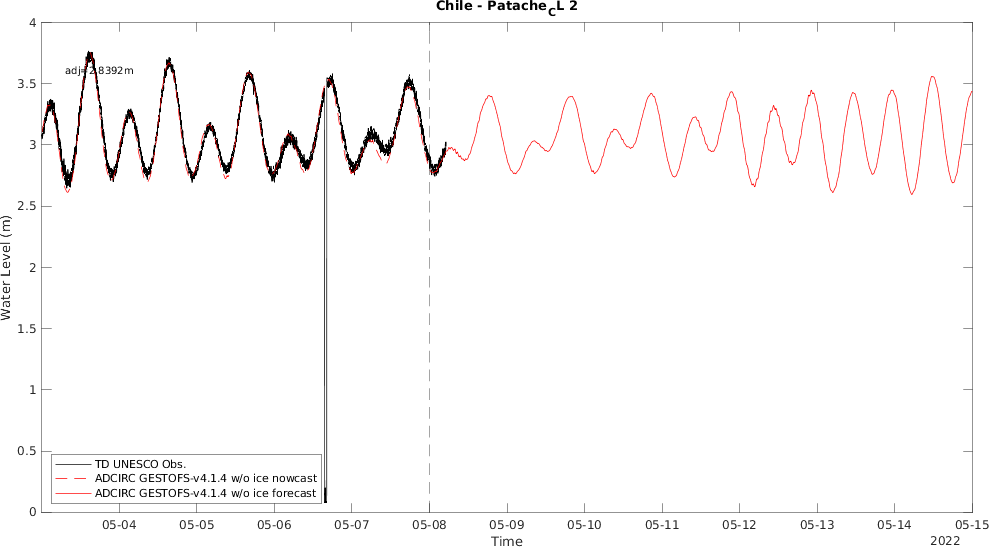 Chile - Patache_CL 2
adj=2.8392m
4
3.5
3
2.5
2
1.5
1
0.5
0
Water Level (m)
TD UNESCO Obs.
ADCIRC GESTOFS-v4.1.4 w/o ice nowcast
ADCIRC GESTOFS-v4.1.4 w/o ice forecast
05-04 05-05 05-06 05-07 05-08 05-09 05-10 05-11 05-12 05-13 05-14 05-15
Time
2022